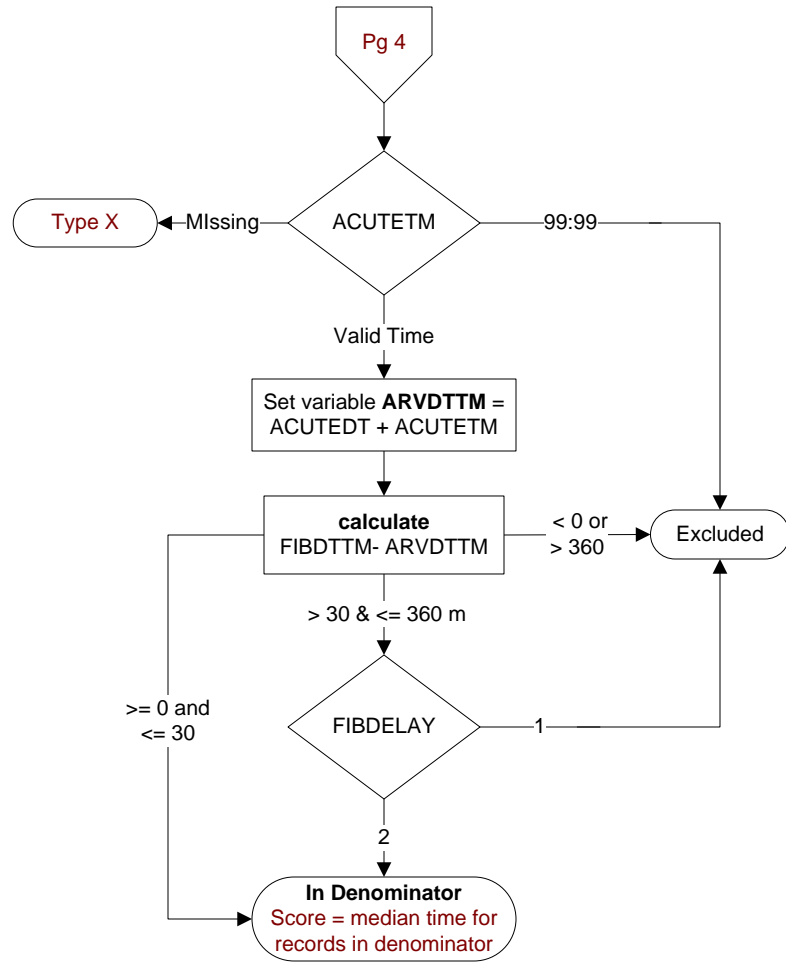 Pg 4
ACUTETM
Type X
MIssing
99:99
Valid Time
Set variable ARVDTTM =
ACUTEDT + ACUTETM
calculate
FIBDTTM- ARVDTTM
< 0 or
> 360
Excluded
> 30 & <= 360 m
>= 0 and
<= 30
FIBDELAY
1
2
In Denominator
Score = median time for
records in denominator